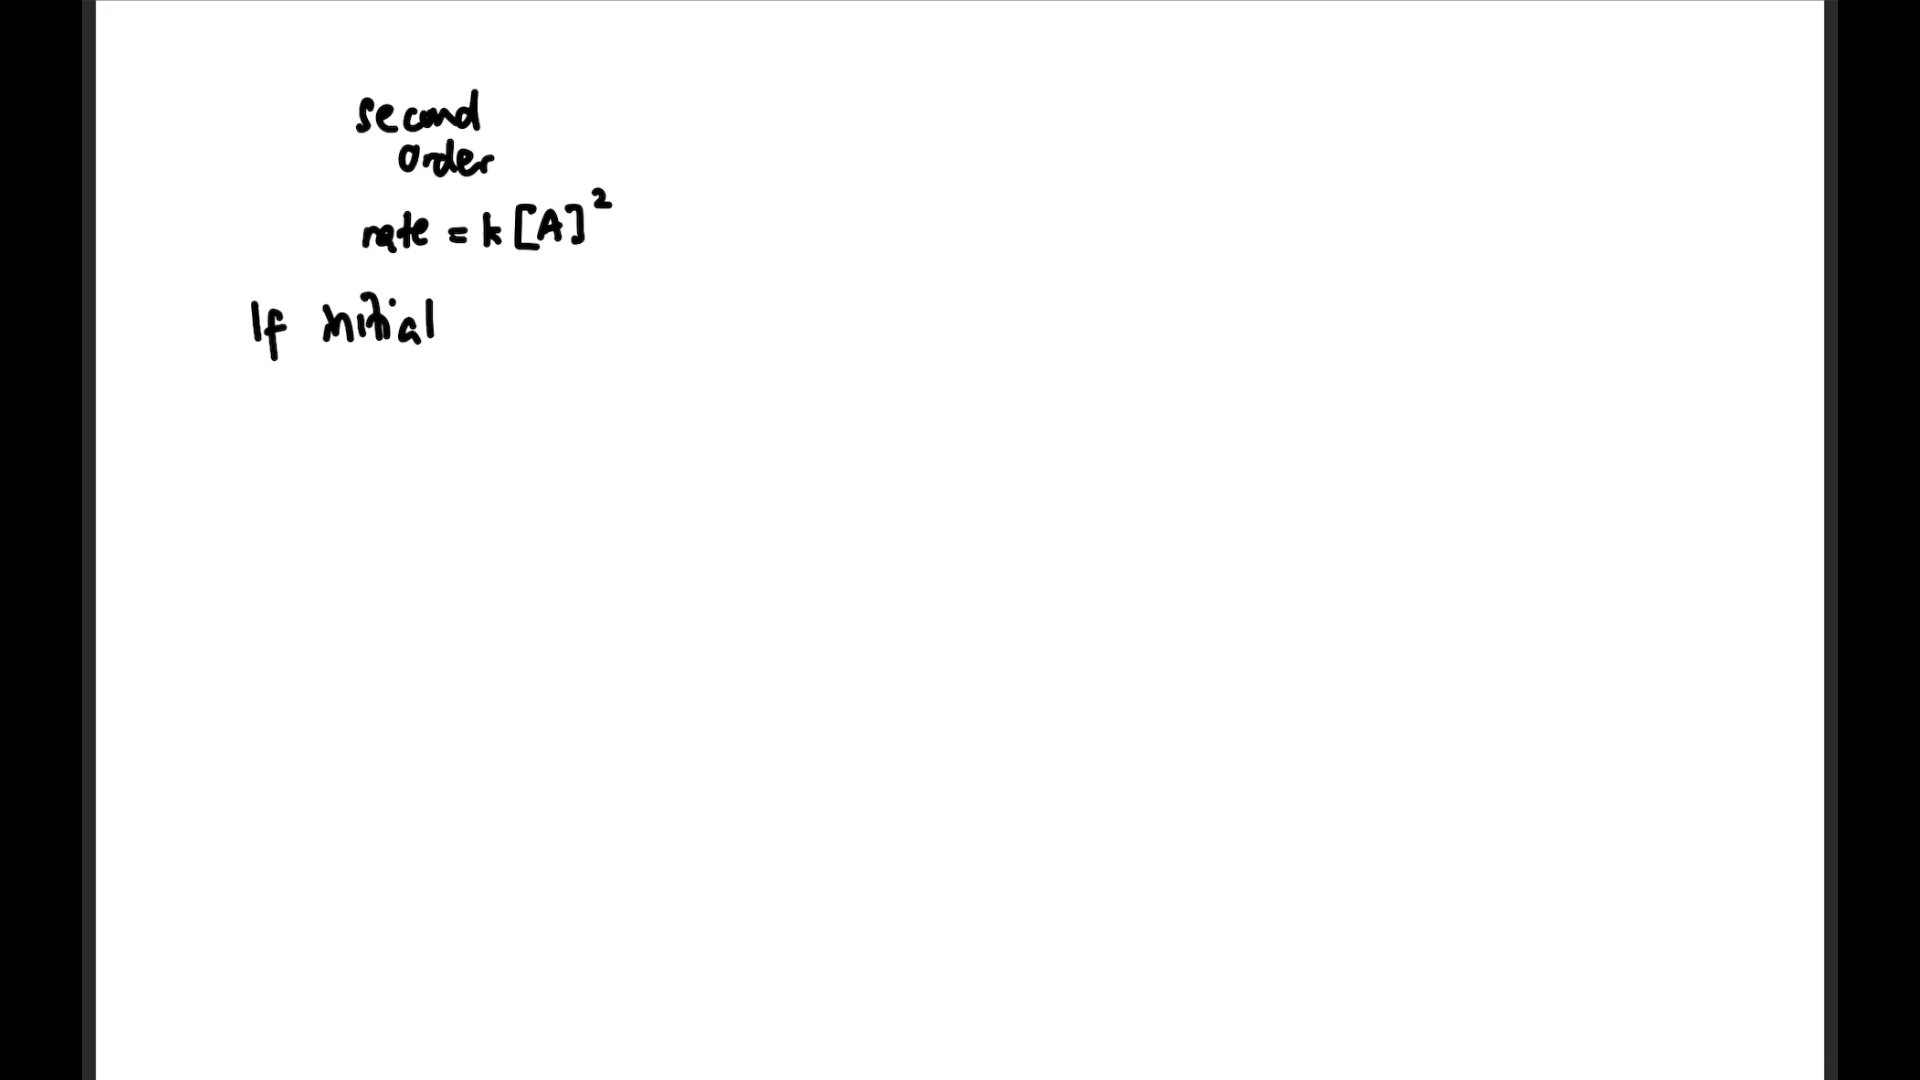 second
order
rate = k [A]²
If initial